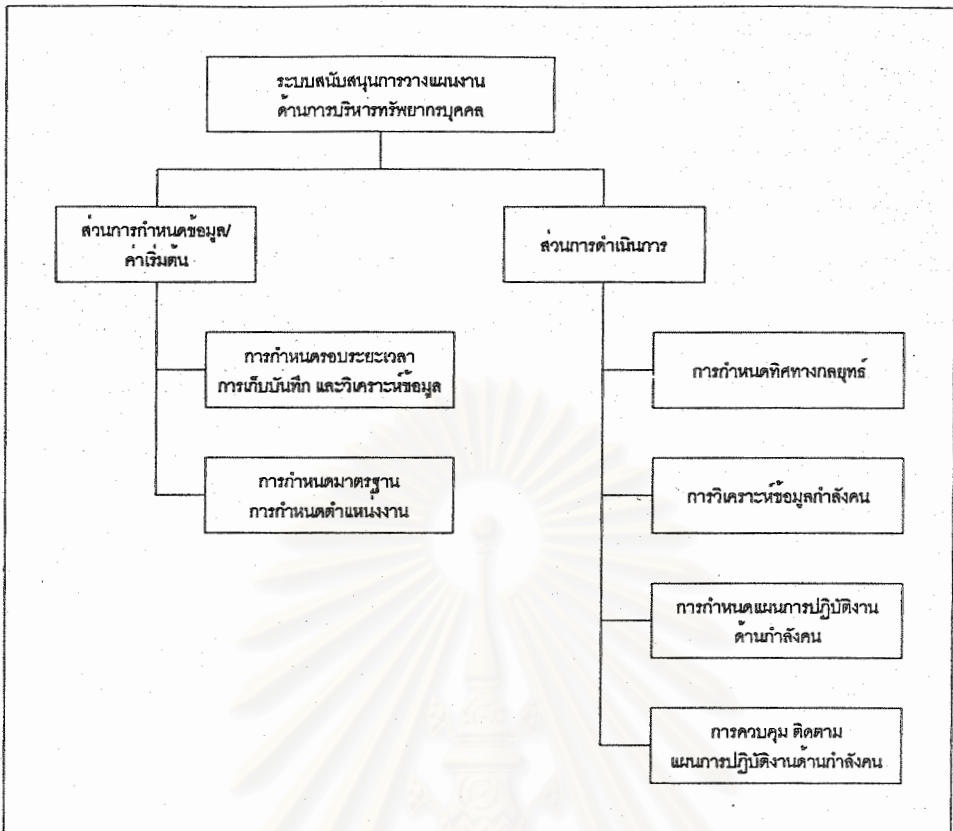 ระบบสนับสนุนการวางแผนงาน
ด้านการบริหารทรัพยากรบุคคล
ส่วนการกำหนดข้อมูล/
ค่าเริ่มต้น
การกำหนดรอบระยะเวลา
การเก็บบันทึก และวิเคราะห์ข้อมูล
การกำหนดมาตรฐาน
การกำหนดตำแหน่งงาน
ส่วนการดำเนินการ
การกำหนดทิศทางกลยุทธ์
การวิเคราะห์ข้อมูลกำลังคน
การกำหนดแผนการปฏิบัติงาน
ด้านกำลังคน
การควบคุม ติดตาม
แผนการปฏิบัติงานด้านกำลังคน